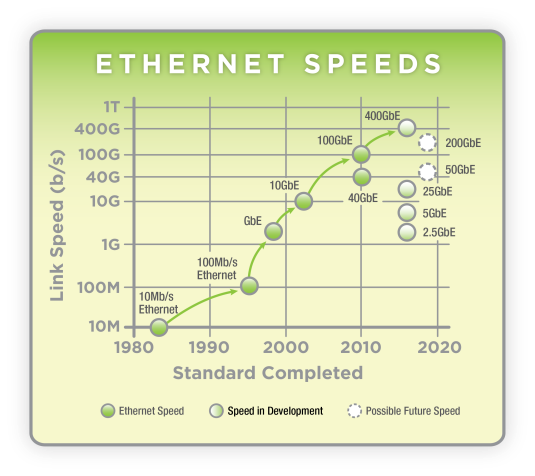 ETHERNET SPEEDS
Link Speed (b/s)
1T
400G
100G
40G
10G
1G
100M
10M
400GbE
100GbE
200GbE
50GbE
40GbE
25GbE
10GbE
5GbE
GbE
2.5GbE
100Mb/s
Ethernet
10Mb/s
Ethernet
1980 1990 2000 2010 2020
Standard Completed
Ethernet Speed Speed in Development Possible Future Speed